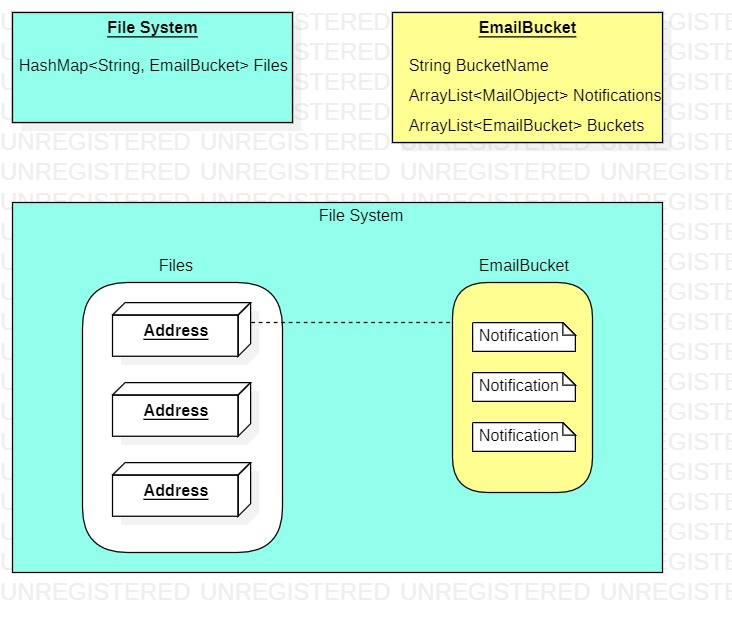 File System
HashMap<String, EmailBucket> Files
EmailBucket
String BucketName
ArrayList<MailObject> Notifications
ArrayList<EmailBucket> Buckets
File System
Files
EmailBucket
Address
Address
Address
Notification
Notification
Notification
UNREGISTERED UNREGISTERED UNREGISTERED UNREGISTERED